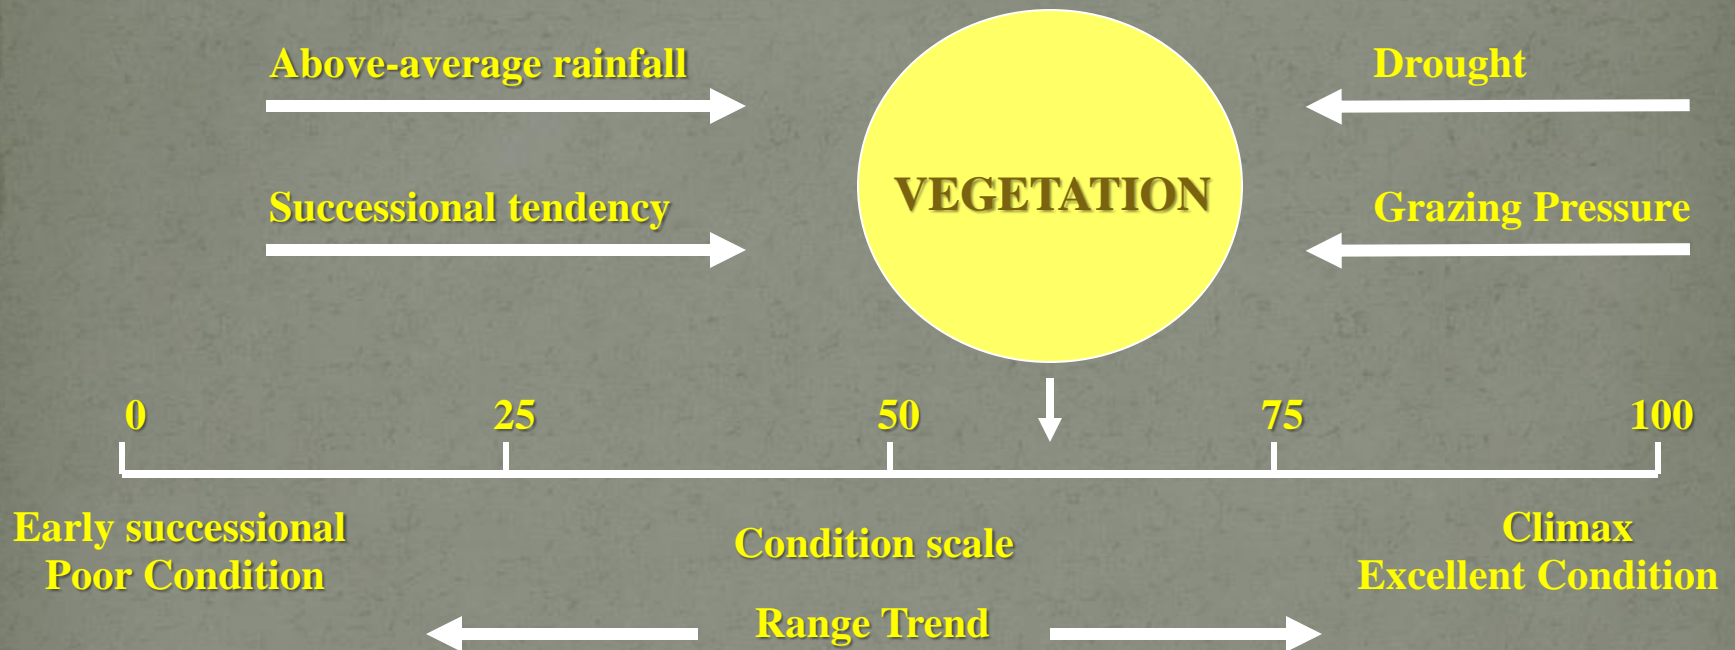 Above-average rainfall
Drought
VEGETATION
Successional tendency
Grazing Pressure
0
25
50
75
100
Early successional
Poor Condition
Condition scale
Climax
Excellent Condition
Range Trend